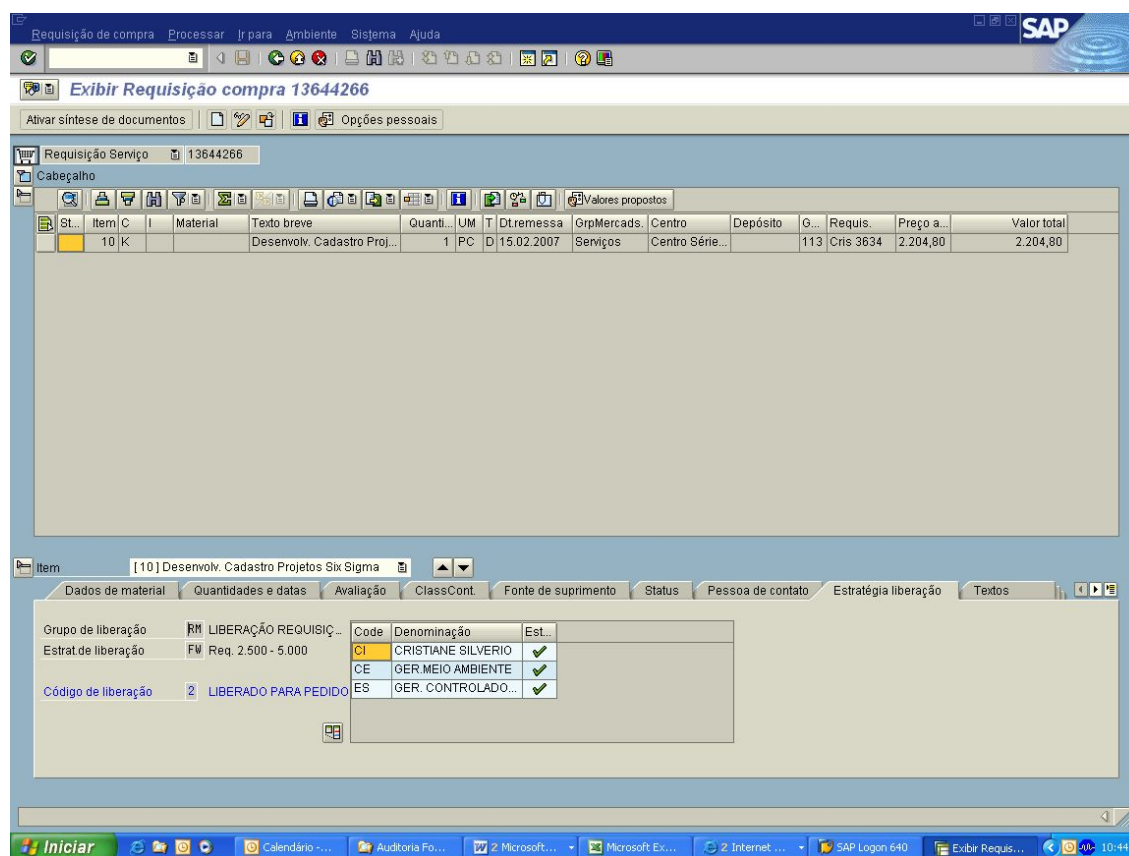 Requisição de compra Processar Ir para Ambiente Sistema Ajuda
SAP
Exibir Requisição compra 13644266
Ativar síntese de documentos Opções pessoais
Requisição Serviço 13644266
Cabeçalho
Valores propostos
St... Item C I Material Texto breve Quanti... UM T Dt.remessa GrpMercads. Centro Depósito G... Requis. Preço a... Valor total
10 K Desenvolv. Cadastro Proj... 1 PC D 15.02.2007 Serviços Centro Série... 113 Cris 3634 2.204,80 2.204,80
Item [ 10 ] Desenvolv. Cadastro Projetos Six Sigma
Dados de material Quantidades e datas Avaliação ClassCont. Fonte de suprimento Status Pessoa de contato Estratégia liberação Textos
Grupo de liberação RM LIBERAÇÃO REQUISIÇ... Code Denominação Est...
Estrat.de liberação FW Req. 2.500 - 5.000 CI CRISTIANE SILVERIO
CE GER.MEIO AMBIENTE
Código de liberação 2 LIBERADO PARA PEDIDO ES GER. CONTROLADO...
Iniciar Calendário -... Auditoria Fo... 2 Microsoft... Microsoft Ex... 2 Internet ... SAP Logon 640 Exibir Requis... 10:44